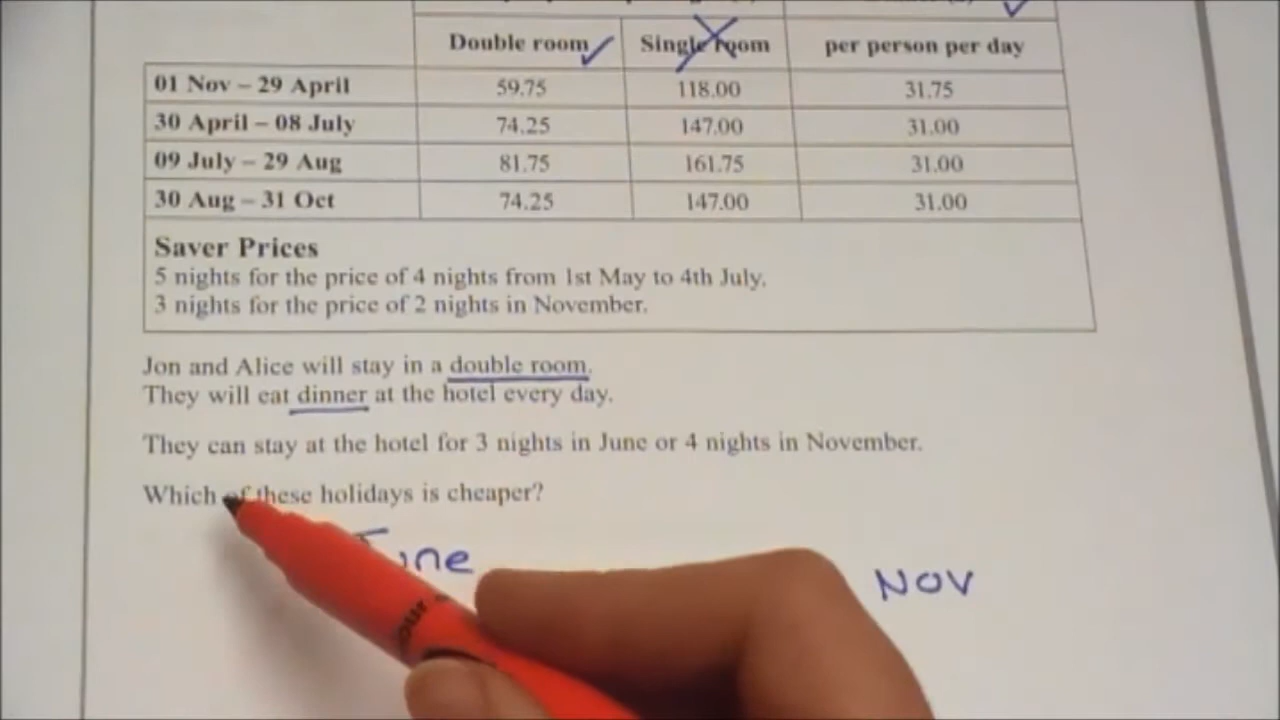 Double room Single room per person per day
01 Nov – 29 April 59.75 118.00 31.75
30 April – 08 July 74.25 147.00 31.00
09 July – 29 Aug 81.75 161.75 31.00
30 Aug – 31 Oct 74.25 147.00 31.00
Saver Prices
5 nights for the price of 4 nights from 1st May to 4th July.
3 nights for the price of 2 nights in November.
Jon and Alice will stay in a double room.
They will eat dinner at the hotel every day.
They can stay at the hotel for 3 nights in June or 4 nights in November.
Which of these holidays is cheaper?
June Nov